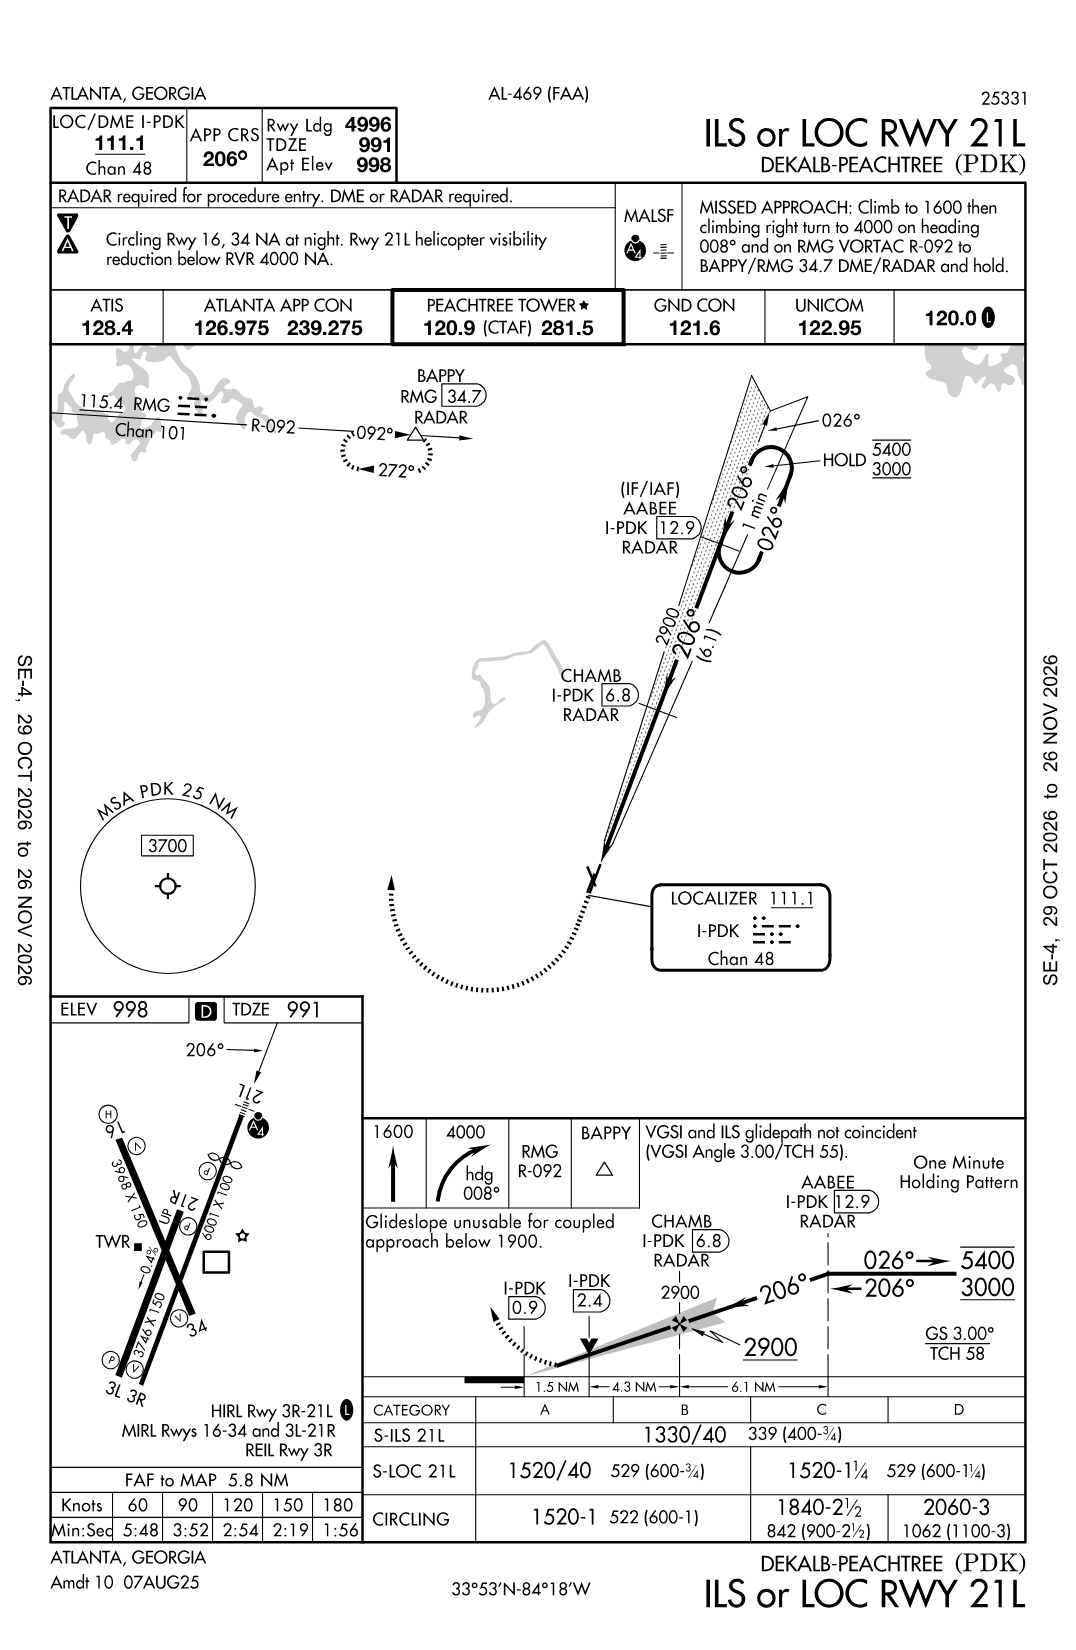 ATLANTA, GEORGIA
AL-469 (FAA)
25331
LOC/DME I-PDK
111.1
Chan 48
APP CRS
206°
Rwy Ldg 4996
TDZE 991
Apt Elev 998
ILS or LOC RWY 21L
DEKALB-PEACHTREE (PDK)
RADAR required for procedure entry. DME or RADAR required.
T
A
Circling Rwy 16, 34 NA at night. Rwy 21L helicopter visibility
reduction below RVR 4000 NA.
MALSF
A4
MISSED APPROACH: Climb to 1600 then
climbing right turn to 4000 on heading
008° and on RMG VORTAC R-092 to
BAPPY/RMG 34.7 DME/RADAR and hold.
ATIS
128.4
ATLANTA APP CON
126.975 239.275
PEACHTREE TOWER★
120.9 (CTAF) 281.5
GND CON
121.6
UNICOM
122.95
120.0 L
115.4 RMG
Chan 101
R-092
BAPPY
RMG 34.7
RADAR
092°
272°
026°
HOLD 5400
3000
(IF/IAF)
AABEE
I-PDK 12.9
RADAR
206°
1 min
026°
2900
206°
(6.1)
CHAMB
I-PDK 6.8
RADAR
MSA PDK 25 NM
3700
LOCALIZER 111.1
I-PDK
Chan 48
SE-4, 29 OCT 2026 to 26 NOV 2026
SE-4, 29 OCT 2026 to 26 NOV 2026
ELEV 998
D
TDZE 991
206°
21L
A4
H
16
V
3968 X 150
P
21R
UP
P
6001 X 100
TWR
0.4%
3746 X 150
V
34
P
V
3L 3R
HIRL Rwy 3R-21L L
MIRL Rwys 16-34 and 3L-21R
REIL Rwy 3R
FAF to MAP 5.8 NM
Knots 60 90 120 150 180
Min:Sec 5:48 3:52 2:54 2:19 1:56
1600
4000
hdg
008°
RMG
R-092
BAPPY
VGSI and ILS glidepath not coincident
(VGSI Angle 3.00/TCH 55).
One Minute
Holding Pattern
Glideslope unusable for coupled
approach below 1900.
AABEE
I-PDK 12.9
RADAR
CHAMB
I-PDK 6.8
RADAR
2900
I-PDK
2.4
I-PDK
0.9
026°
5400
206°
3000
206°
2900
GS 3.00°
TCH 58
1.5 NM
4.3 NM
6.1 NM
CATEGORY A B C D
S-ILS 21L 1330/40 339 (400-¾)
S-LOC 21L 1520/40 529 (600-¾) 1520-1¼ 529 (600-1¼)
CIRCLING 1520-1 522 (600-1) 1840-2½ 842 (900-2½) 2060-3 1062 (1100-3)
ATLANTA, GEORGIA
Amdt 10 07AUG25
33°53'N-84°18'W
DEKALB-PEACHTREE (PDK)
ILS or LOC RWY 21L